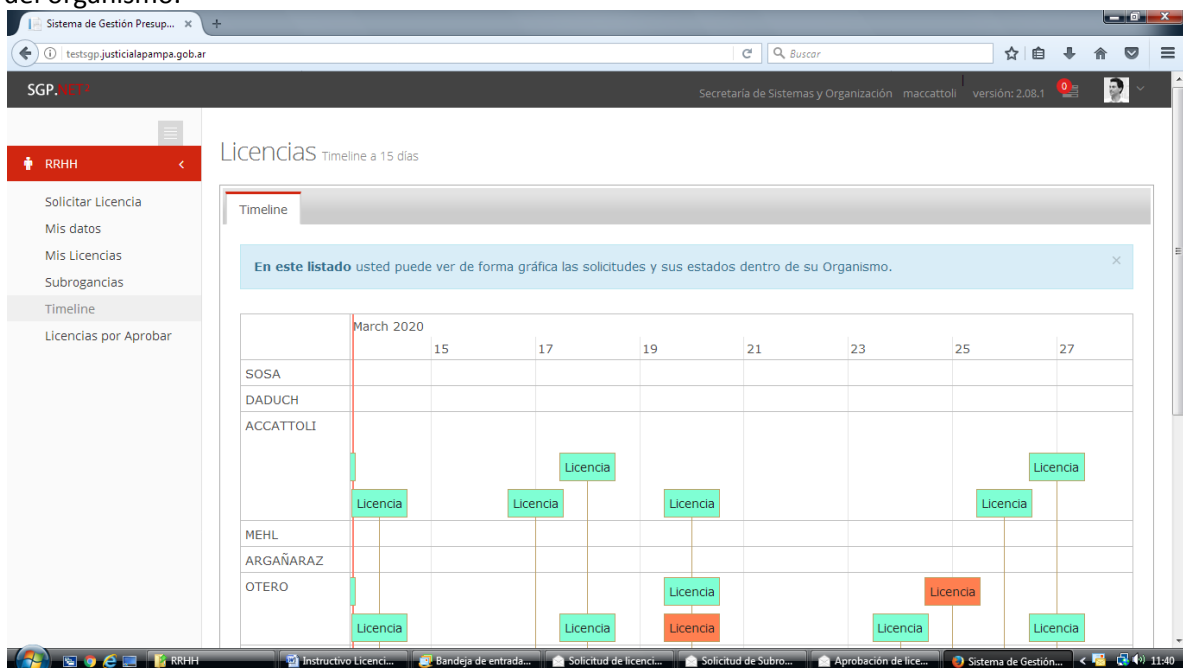 del organismo.
Sistema de Gestión Presup... × +
testsgp.justicialapampa.gob.ar
Buscar
SGP.NET2
Secretaría de Sistemas y Organización maccattoli versión: 2.08.1 0
RRHH
Licencias Timeline a 15 días
Solicitar Licencia
Mis datos
Mis Licencias
Subrogancias
Timeline
Licencias por Aprobar
Timeline
En este listado usted puede ver de forma gráfica las solicitudes y sus estados dentro de su Organismo. ×
March 2020
15 17 19 21 23 25 27
SOSA
DADUCH
ACCATTOLI
Licencia Licencia
Licencia Licencia Licencia Licencia
MEHL
ARGAÑARAZ
OTERO
Licencia Licencia
Licencia Licencia Licencia Licencia Licencia
RRHH Instructivo Licenci... Bandeja de entrada... Solicitud de licenci... Solicitud de Subro... Aprobación de lice... Sistema de Gestión... 11:40